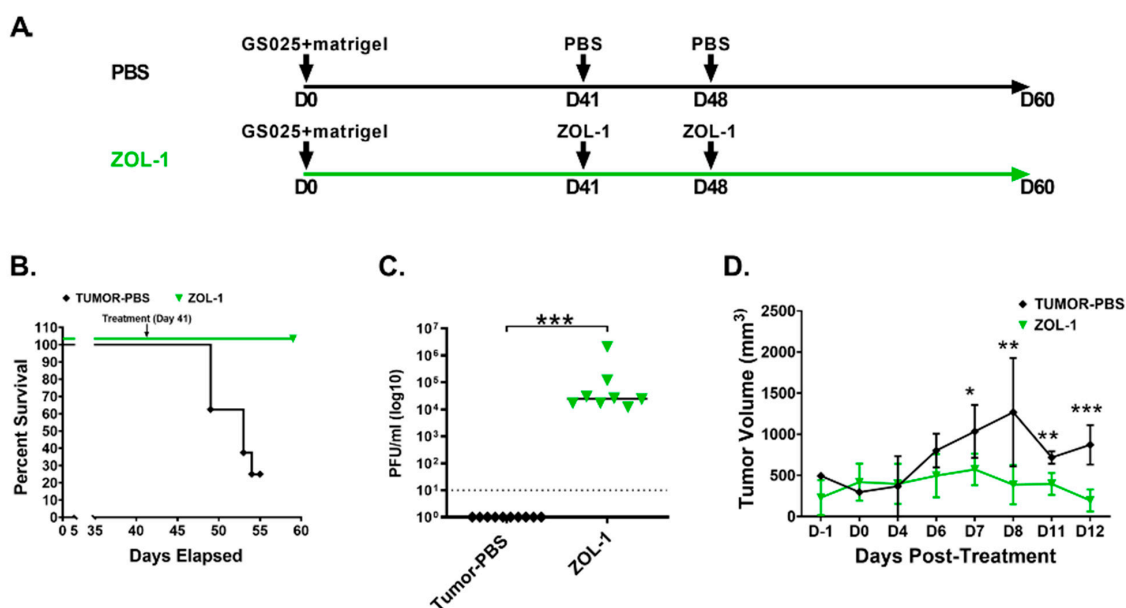 A.
GS025+matrigel PBS PBS
PBS
D0 D41 D48 D60
GS025+matrigel ZOL-1 ZOL-1
ZOL-1
D0 D41 D48 D60
B.
TUMOR-PBS ZOL-1
Treatment (Day 41)
110
100
90
80
70
60
50
40
30
20
10
0
Percent Survival
0 5 35 40 45 50 55 60
Days Elapsed
C.
***
10⁷
10⁶
10⁵
10⁴
10³
10²
10¹
10⁰
PFU/ml (log10)
Tumor-PBS ZOL-1
D.
TUMOR-PBS
ZOL-1
2500
2000
1500
1000
500
0
Tumor Volume (mm³)
* ** ** ***
D-1 D0 D4 D6 D7 D8 D11 D12
Days Post-Treatment